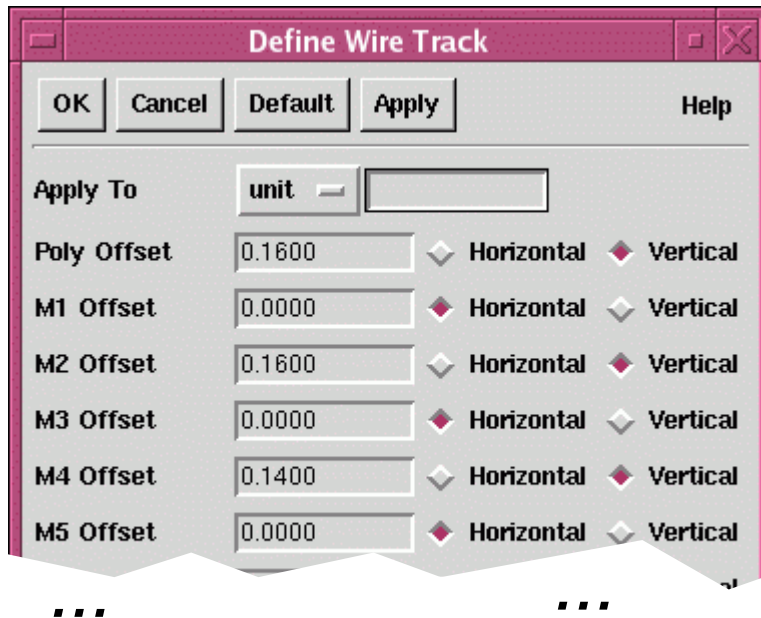 Define Wire Track
OK Cancel Default Apply Help
Apply To unit
Poly Offset 0.1600 Horizontal Vertical
M1 Offset 0.0000 Horizontal Vertical
M2 Offset 0.1600 Horizontal Vertical
M3 Offset 0.0000 Horizontal Vertical
M4 Offset 0.1400 Horizontal Vertical
M5 Offset 0.0000 Horizontal Vertical
... ...